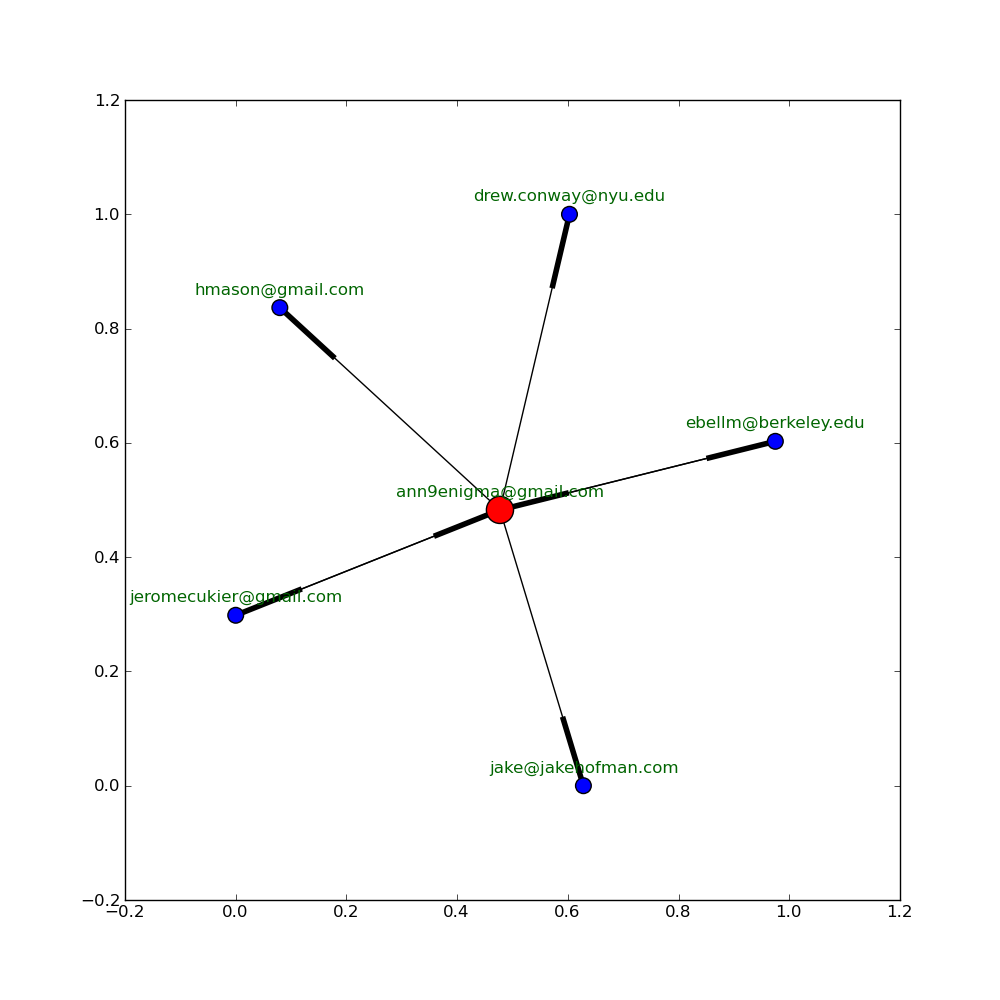 1.2
drew.conway@nyu.edu
1.0
hmason@gmail.com
0.8
ebellm@berkeley.edu
0.6
ann9enigma@gmail.com
0.4
jeromecukier@gmail.com
0.2
jake@jakehofman.com
0.0
−0.2
−0.2 0.0 0.2 0.4 0.6 0.8 1.0 1.2